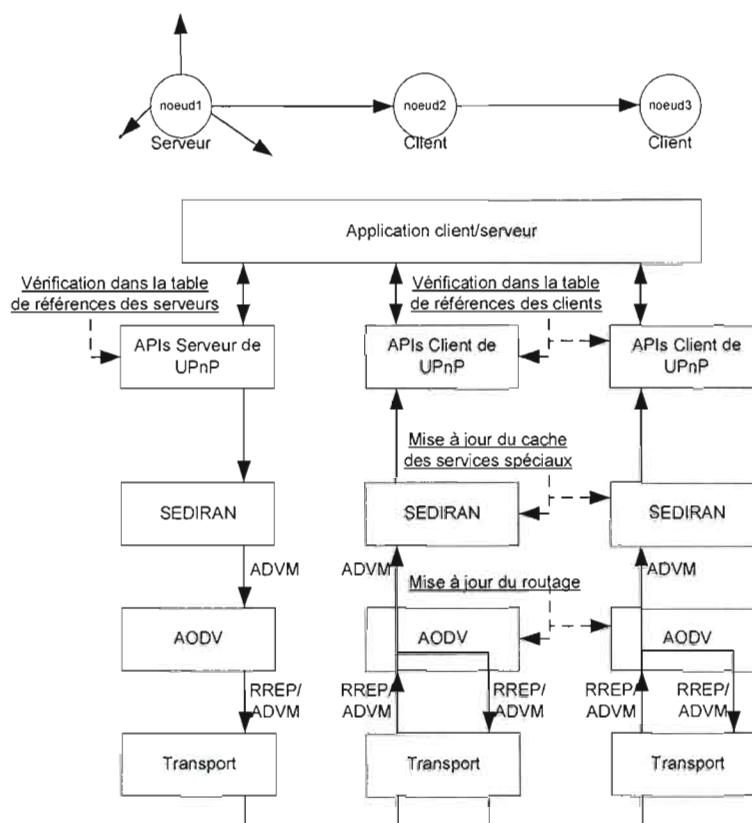 noeud1
noeud2
noeud3
Serveur
Client
Client
Application client/serveur
Vérification dans la table
de références des serveurs
Vérification dans la table
de références des clients
APIs Serveur de
UPnP
APIs Client de
UPnP
APIs Client de
UPnP
Mise à jour du cache
des services spéciaux
SEDIRAN
SEDIRAN
SEDIRAN
ADVM
ADVM
ADVM
Mise à jour du routage
AODV
AODV
AODV
RREP/
ADVM
RREP/
ADVM
RREP/
ADVM
RREP/
ADVM
RREP/
ADVM
Transport
Transport
Transport